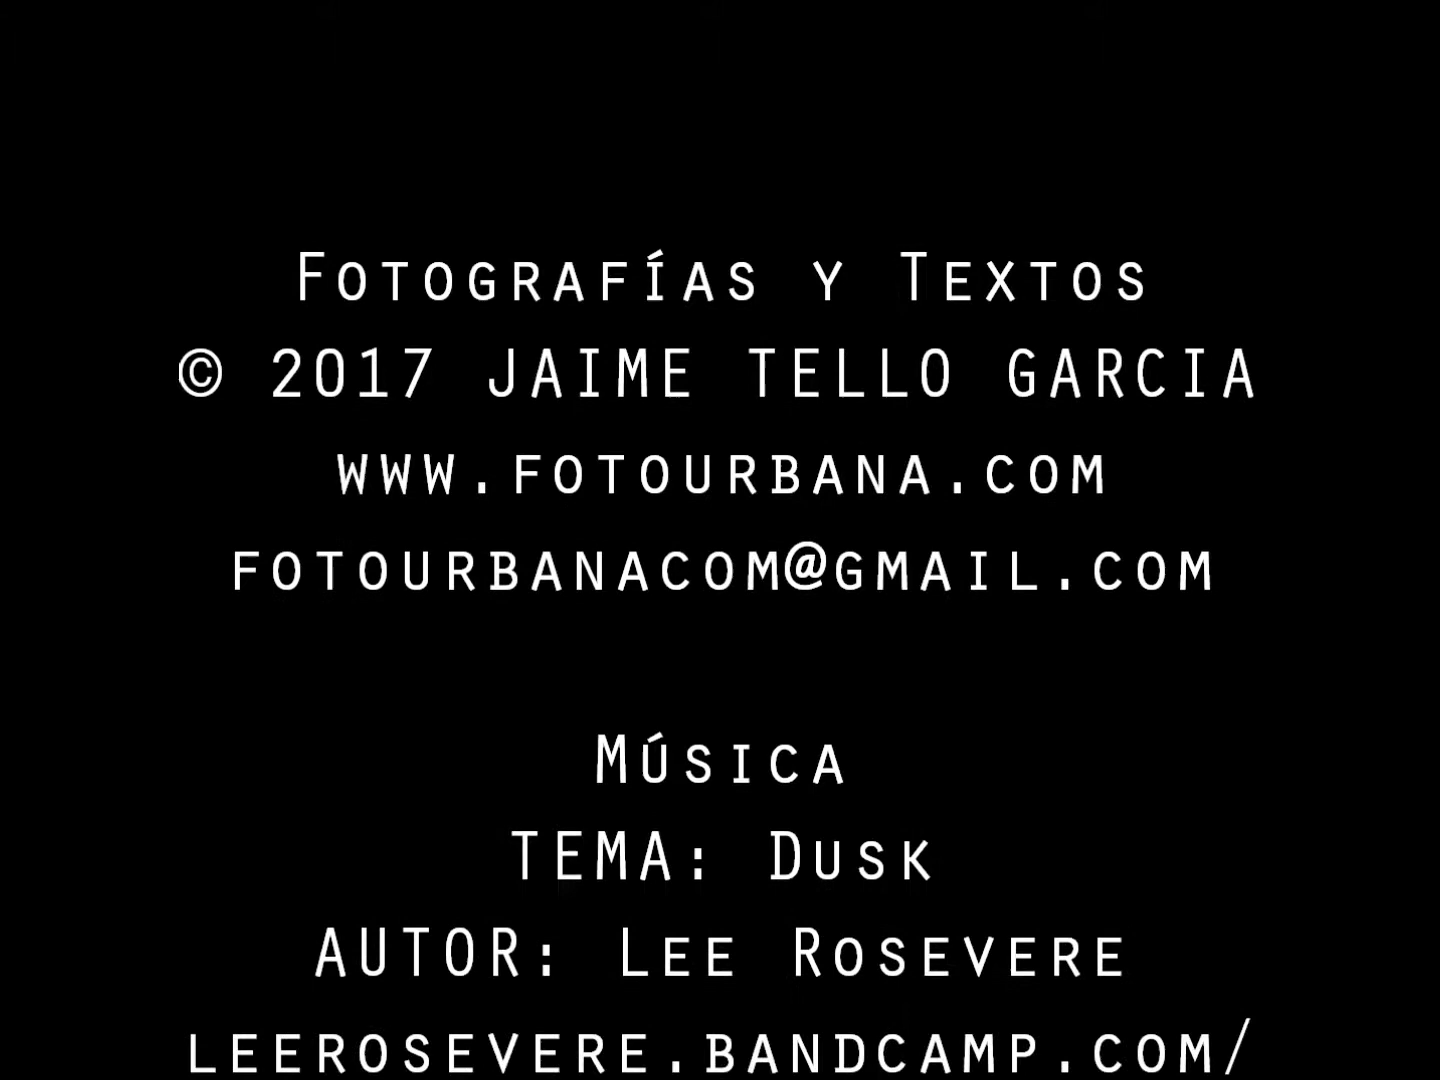 Fotografías y Textos
© 2017 JAIME TELLO GARCIA
www.fotourbana.com
fotourbanacom@gmail.com
Música
TEMA: Dusk
AUTOR: Lee Rosevere
leerosevere.bandcamp.com/